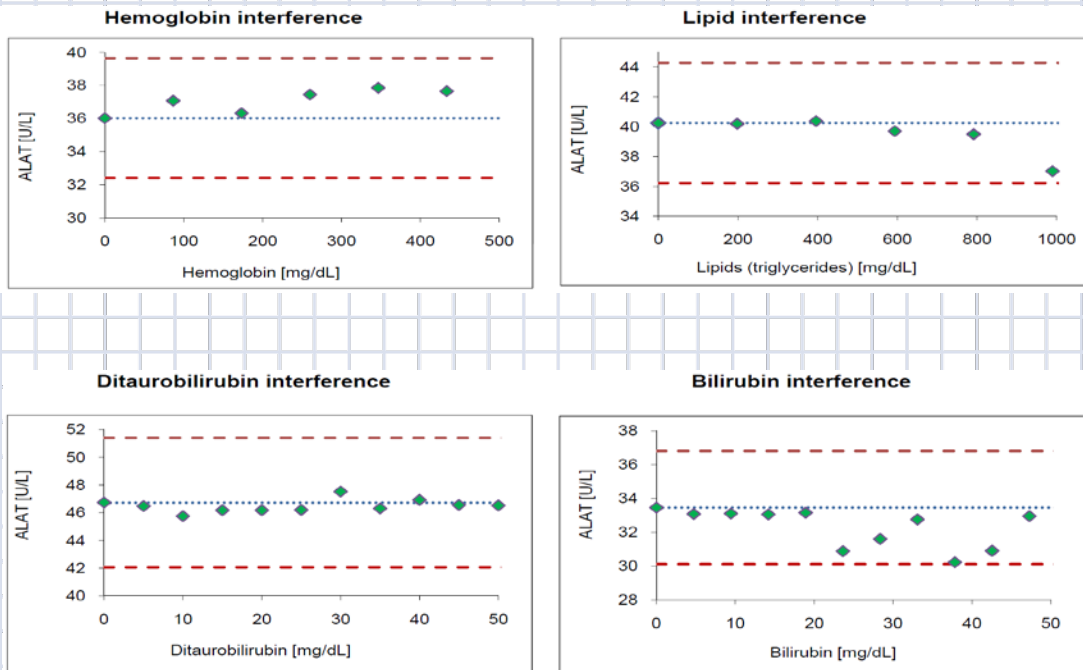 Hemoglobin interference
ALAT [U/L]
40
38
36
34
32
30
0 100 200 300 400 500
Hemoglobin [mg/dL]
Lipid interference
ALAT [U/L]
44
42
40
38
36
34
0 200 400 600 800 1000
Lipids (triglycerides) [mg/dL]
Ditaurobilirubin interference
ALAT [U/L]
52
50
48
46
44
42
40
0 10 20 30 40 50
Ditaurobilirubin [mg/dL]
Bilirubin interference
ALAT [U/L]
38
36
34
32
30
28
0 10 20 30 40 50
Bilirubin [mg/dL]